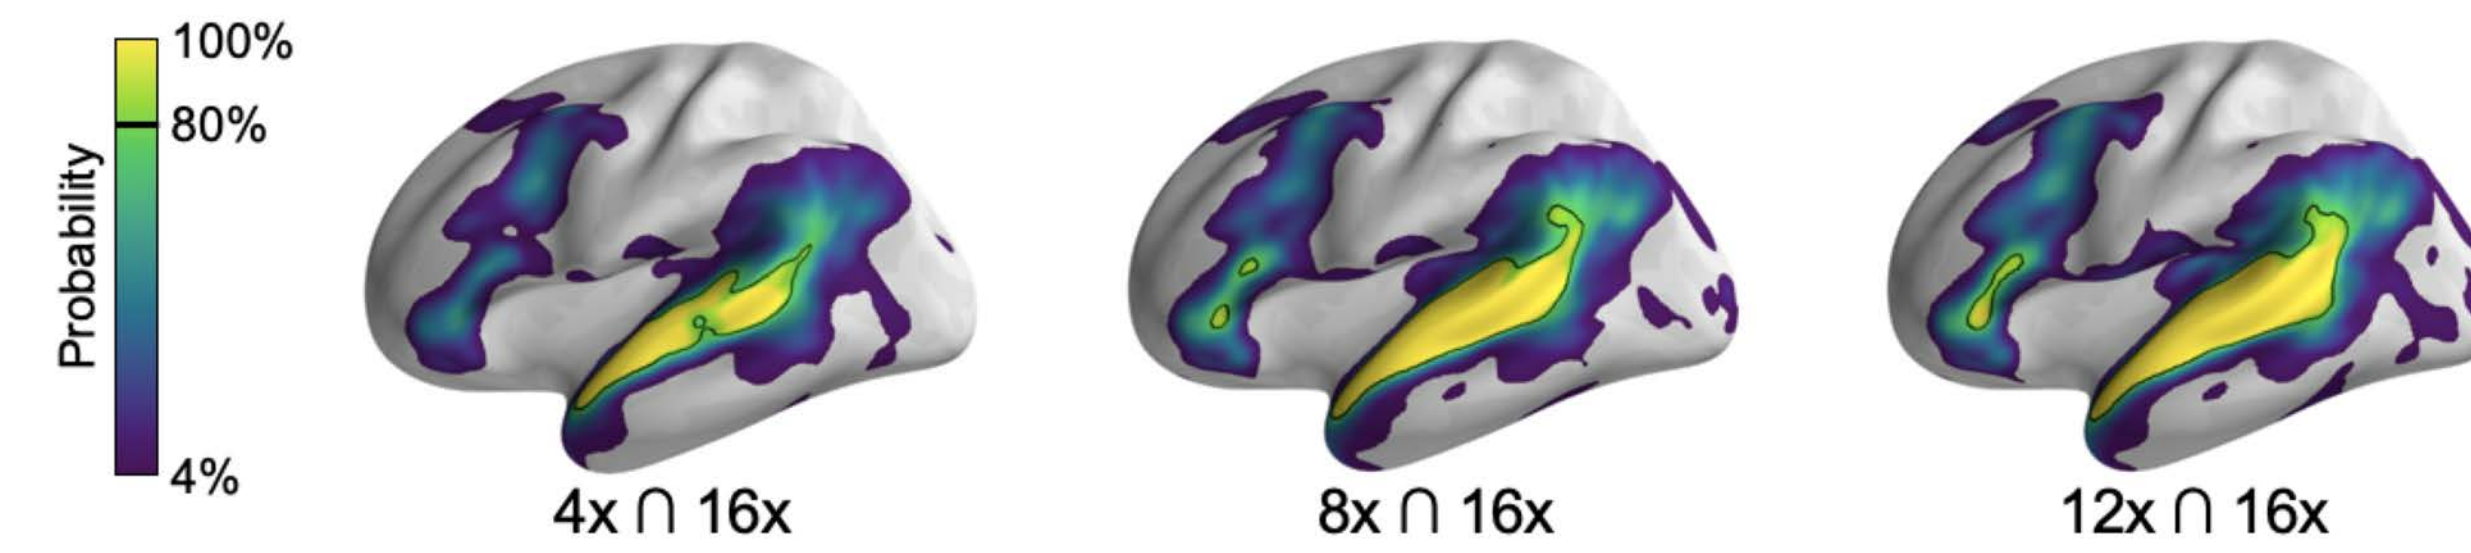 100%
80%
Probability
4%
4x ∩ 16x
8x ∩ 16x
12x ∩ 16x